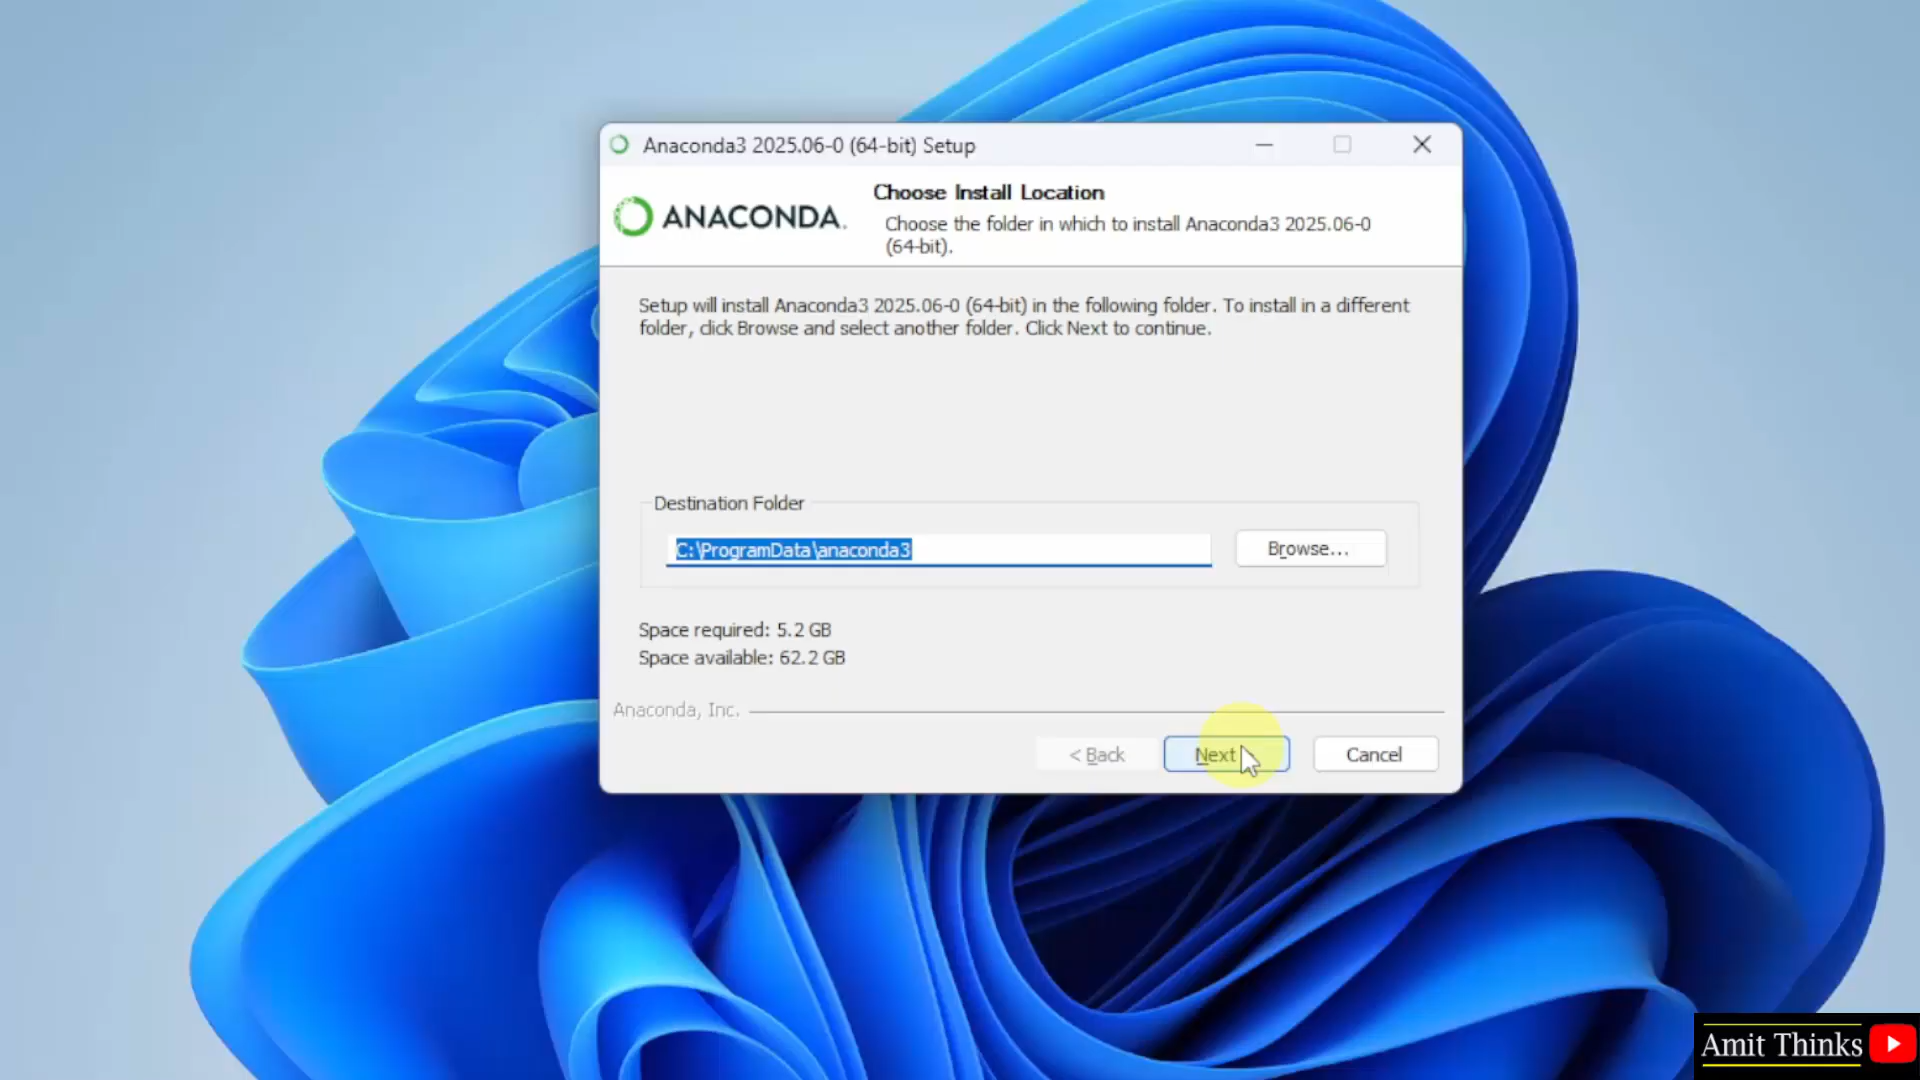 Anaconda3 2025.06-0 (64-bit) Setup
ANACONDA.
Choose Install Location
Choose the folder in which to install Anaconda3 2025.06-0
(64-bit).
Setup will install Anaconda3 2025.06-0 (64-bit) in the following folder. To install in a different
folder, click Browse and select another folder. Click Next to continue.
Destination Folder
C:\ProgramData\anaconda3
Browse...
Space required: 5.2 GB
Space available: 62.2 GB
Anaconda, Inc.
< Back
Next
Cancel
Amit Thinks